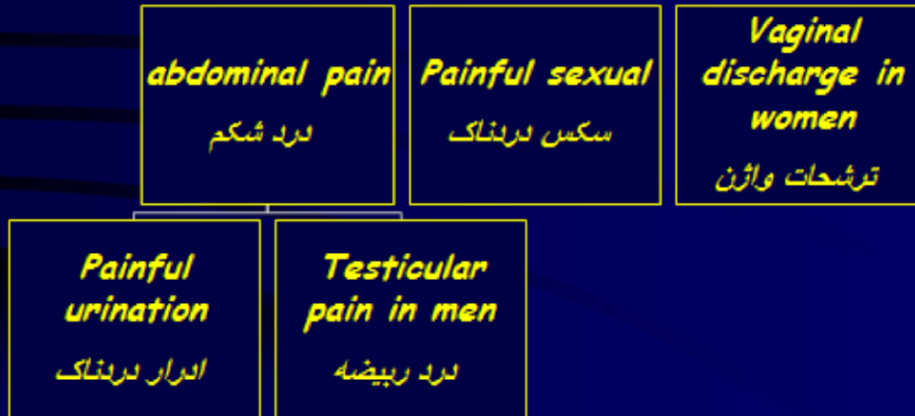 abdominal pain
درد شکم
Painful sexual
سکس دردناک
Vaginal
discharge in
women
ترشحات واژن
Painful
urination
ادرار دردناک
Testicular
pain in men
درد ربیضه